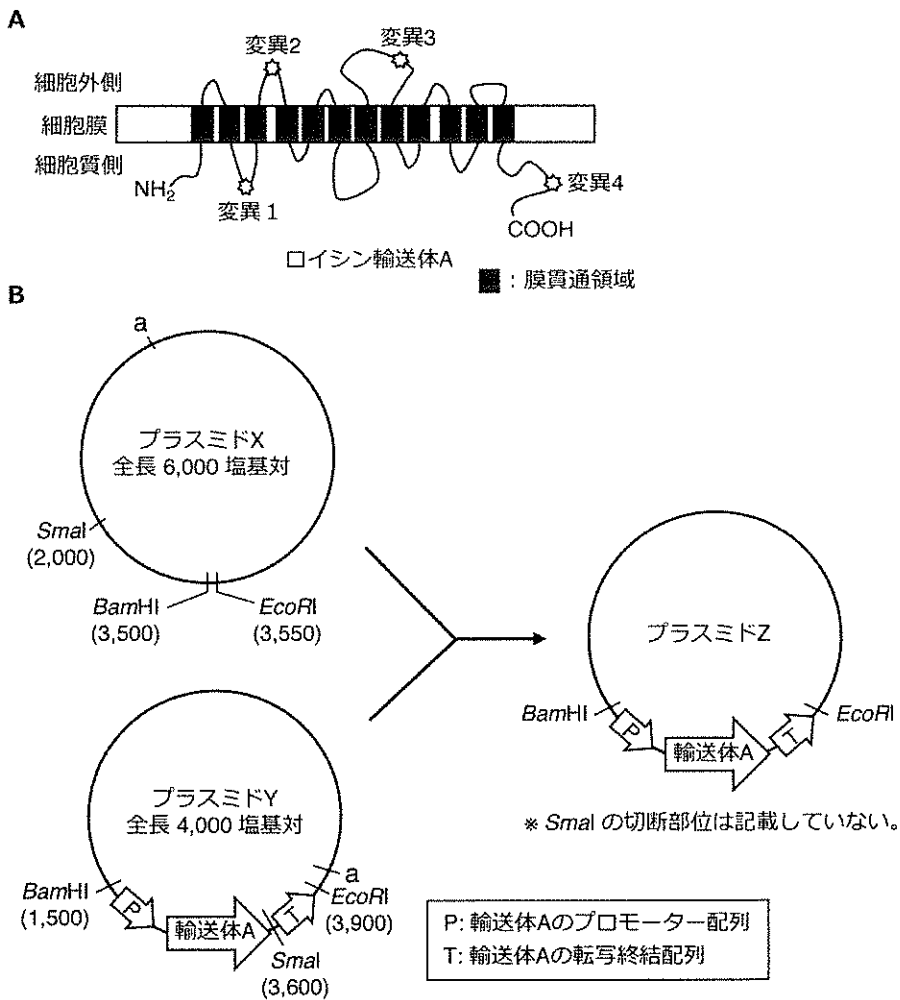 A
変異2
変異3
細胞外側
細胞膜
細胞質側
NH2
変異1
変異4
COOH
ロイシン輸送体A
：膜貫通領域
B
a
プラスミドX
全長 6,000 塩基対
SmaI
(2,000)
BamHI
(3,500)
EcoRI
(3,550)
プラスミドZ
BamHI
EcoRI
P
輸送体A
T
プラスミドY
全長 4,000 塩基対
a
BamHI
(1,500)
EcoRI
(3,900)
P
輸送体A
T
SmaI
(3,600)
※ SmaI の切断部位は記載していない。
P: 輸送体Aのプロモーター配列
T: 輸送体Aの転写終結配列